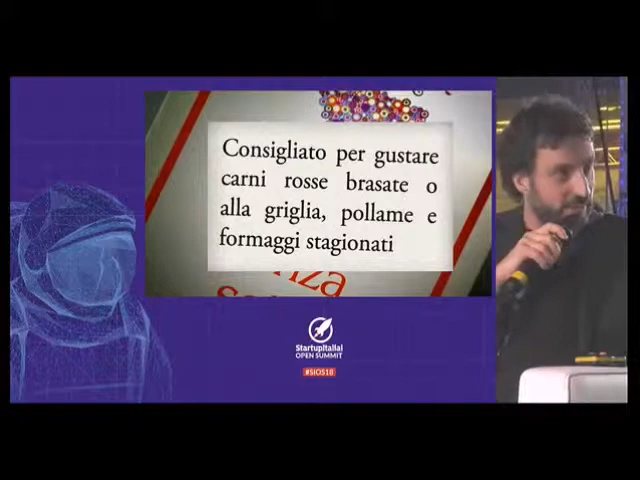 Consigliato per gustare
carni rosse brasate o
alla griglia, pollame e
formaggi stagionati
StartupItalia!
OPEN SUMMIT
#SIOS18